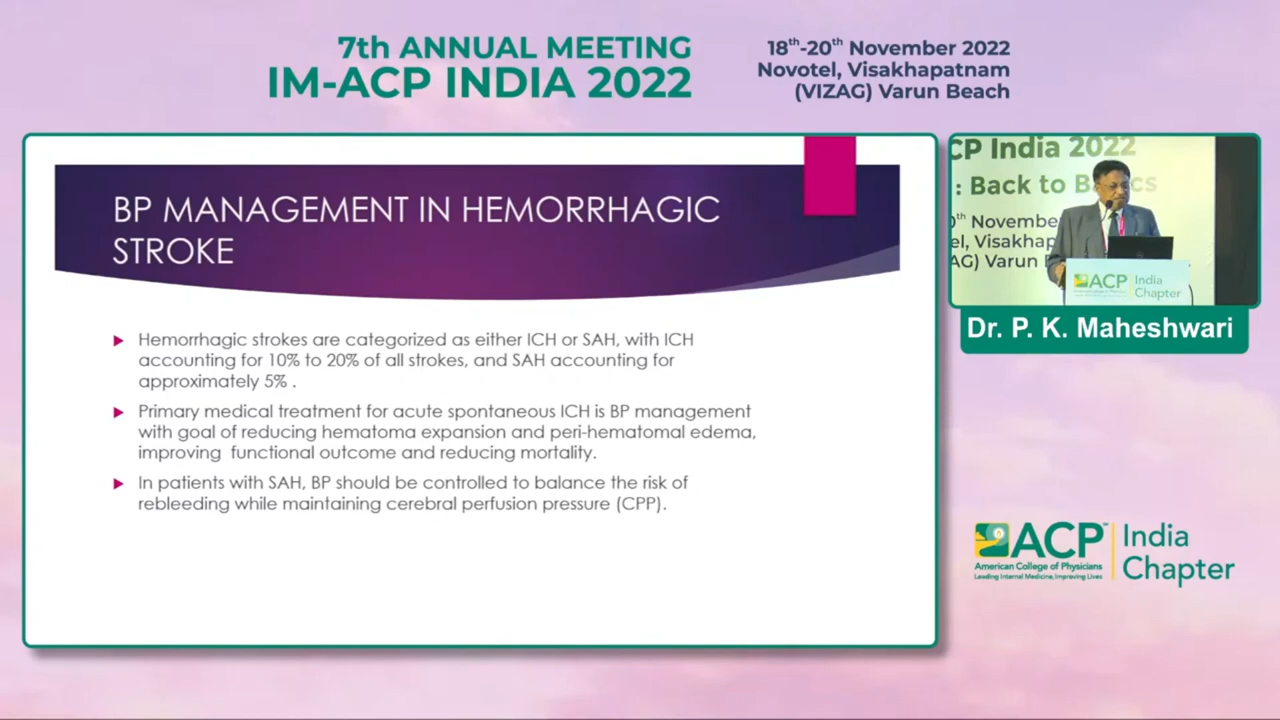 7th ANNUAL MEETING
IM-ACP INDIA 2022
18th-20th November 2022
Novotel, Visakhapatnam
(VIZAG) Varun Beach
BP MANAGEMENT IN HEMORRHAGIC
STROKE
▶ Hemorrhagic strokes are categorized as either ICH or SAH, with ICH
accounting for 10% to 20% of all strokes, and SAH accounting for
approximately 5% .
▶ Primary medical treatment for acute spontaneous ICH is BP management
with goal of reducing hematoma expansion and peri-hematomal edema,
improving functional outcome and reducing mortality.
▶ In patients with SAH, BP should be controlled to balance the risk of
rebleeding while maintaining cerebral perfusion pressure (CPP).
CP India 2022
: Back to B cs
0th Novembe
el, Visakhap
AG) Varun
ACP
India
Chapter
Dr. P. K. Maheshwari
ACP™
American College of Physicians
Leading Internal Medicine, Improving Lives
India
Chapter